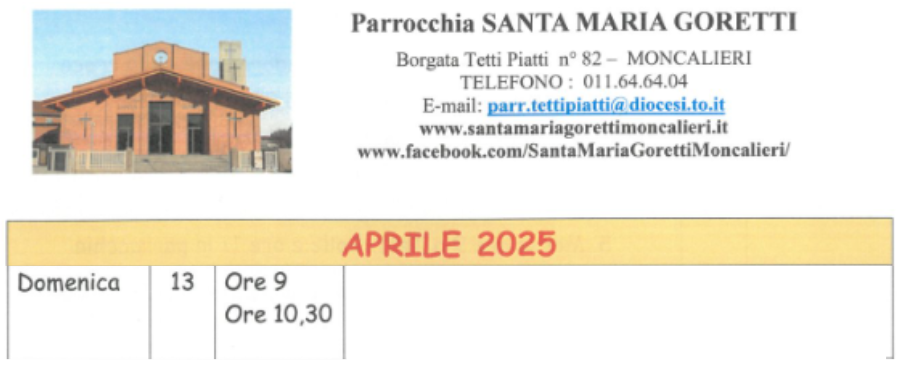 Parrocchia SANTA MARIA GORETTI
Borgata Tetti Piatti n° 82 – MONCALIERI
TELEFONO : 011.64.64.04
E-mail: parr.tettipiatti@diocesi.to.it
www.santamariagorettimoncalieri.it
www.facebook.com/SantaMariaGorettiMoncalieri/
APRILE 2025
Domenica 13 Ore 9
Ore 10,30